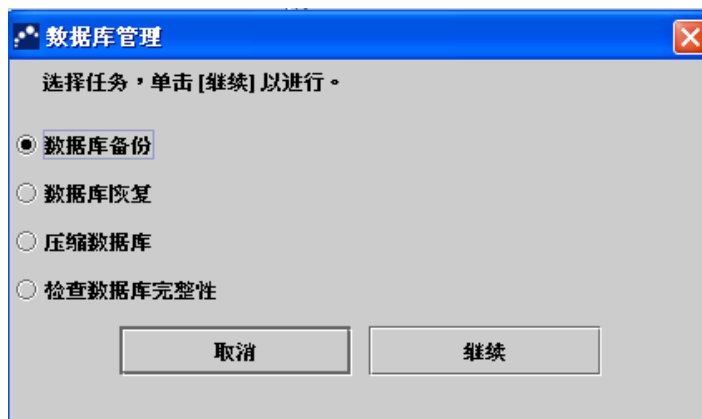 数据库管理
选择任务，单击 [继续] 以进行。
数据库备份
数据库恢复
压缩数据库
检查数据库完整性
取消 继续